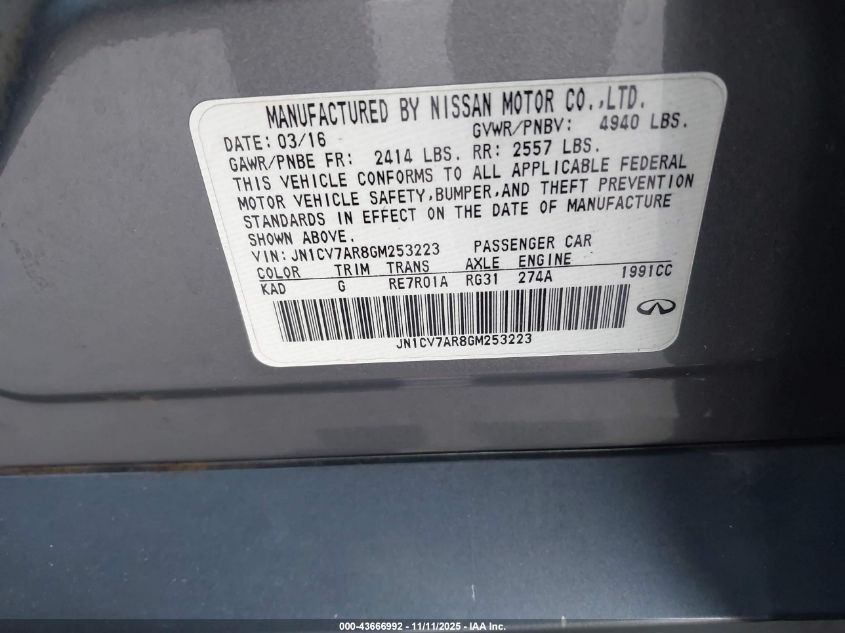 MANUFACTURED BY NISSAN MOTOR CO.,LTD.
DATE: 03/16 GVWR/PNBV: 4940 LBS.
GAWR/PNBE FR: 2414 LBS. RR: 2557 LBS.
THIS VEHICLE CONFORMS TO ALL APPLICABLE FEDERAL
MOTOR VEHICLE SAFETY,BUMPER,AND THEFT PREVENTION
STANDARDS IN EFFECT ON THE DATE OF MANUFACTURE
SHOWN ABOVE.
VIN: JN1CV7AR8GM253223 PASSENGER CAR
COLOR TRIM TRANS AXLE ENGINE
KAD G RE7R01A RG31 274A 1991CC
JN1CV7AR8GM253223
000-43666992 - 11/11/2025 - IAA Inc.